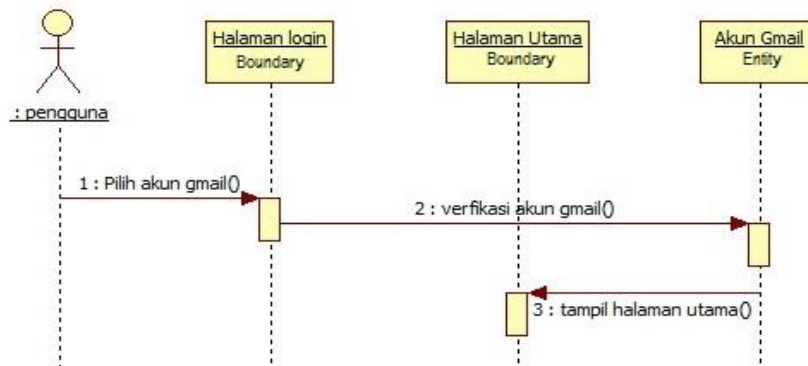 Halaman login
Boundary
Halaman Utama
Boundary
Akun Gmail
Entity
: pengguna
1 : Pilih akun gmail()
2 : verfikasi akun gmail()
3 : tampil halaman utama()